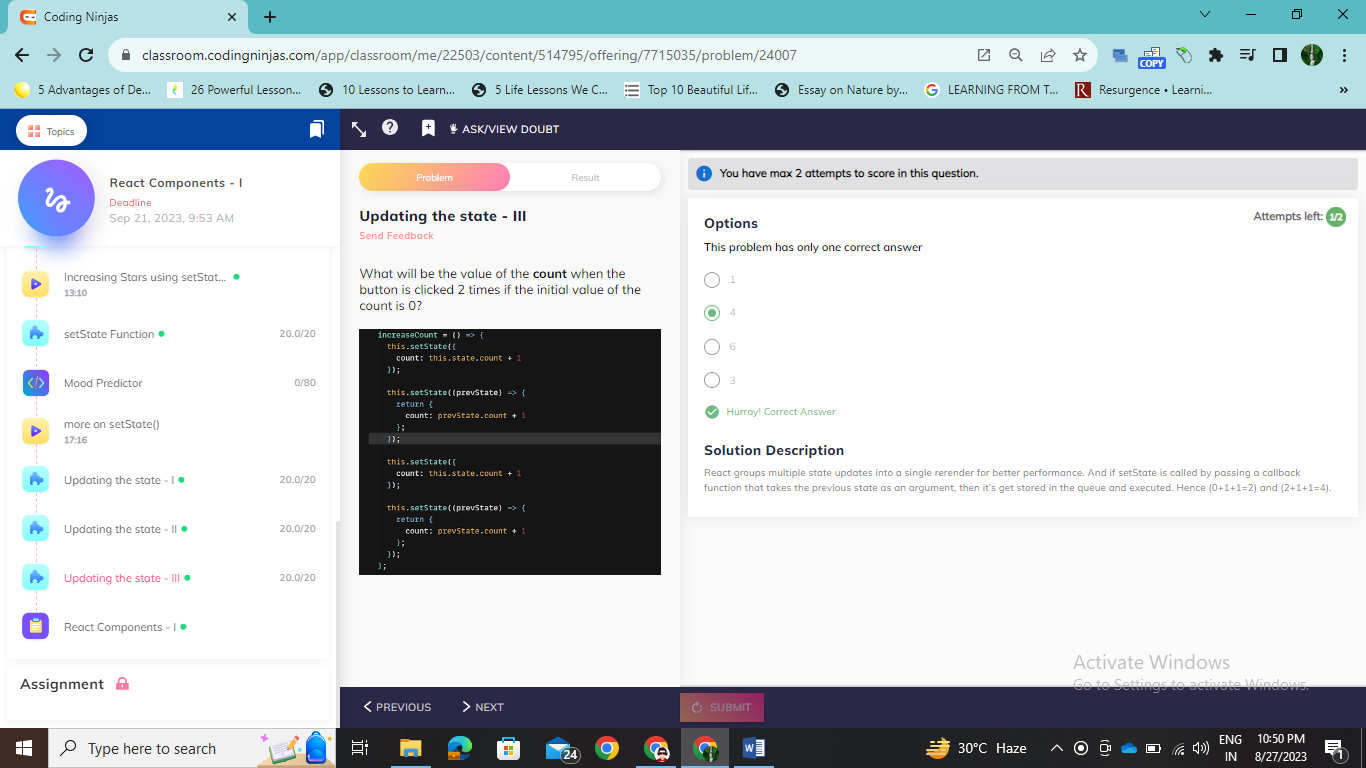 Coding Ninjas
classroom.codingninjas.com/app/classroom/me/22503/content/514795/offering/7715035/problem/24007
COPY
5 Advantages of De...
26 Powerful Lesson...
10 Lessons to Learn...
5 Life Lessons We C...
Top 10 Beautiful Lif...
Essay on Nature by...
LEARNING FROM T...
Resurgence • Learni...
Topics
ASK/VIEW DOUBT
React Components - I
Deadline
Sep 21, 2023, 9:53 AM
Increasing Stars using setStat...
13:10
setState Function
20.0/20
Mood Predictor
0/80
more on setState()
17:16
Updating the state - I
20.0/20
Updating the state - II
20.0/20
Updating the state - III
20.0/20
React Components - I
Assignment
Problem
Result
Updating the state - III
Send Feedback
What will be the value of the count when the
button is clicked 2 times if the initial value of the
count is 0?
increaseCount = () => {
this.setState({
count: this.state.count + 1
});
this.setState((prevState) => {
return {
count: prevState.count + 1
};
});
this.setState({
count: this.state.count + 1
});
this.setState((prevState) => {
return {
count: prevState.count + 1
};
});
};
You have max 2 attempts to score in this question.
Options
Attempts left: 1/2
This problem has only one correct answer
1
4
6
3
Hurray! Correct Answer
Solution Description
React groups multiple state updates into a single rerender for better performance. And if setState is called by passing a callback
function that takes the previous state as an argument, then it's get stored in the queue and executed. Hence (0+1+1=2) and (2+1+1=4).
Activate Windows
Go to Settings to activate Windows.
PREVIOUS
NEXT
SUBMIT
Type here to search
24
30°C Haze
ENG
IN
10:50 PM
8/27/2023
1